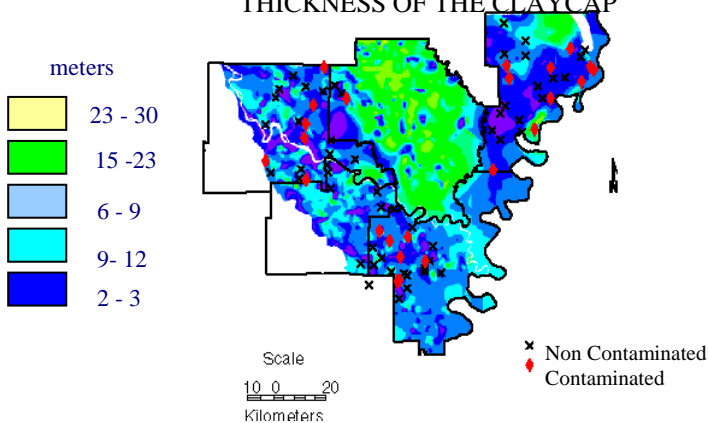 THICKNESS OF THE CLAYCAP
meters
23 - 30
15 -23
6 - 9
9- 12
2 - 3
Scale
10 0 20
Kilometers
N
Non Contaminated
Contaminated